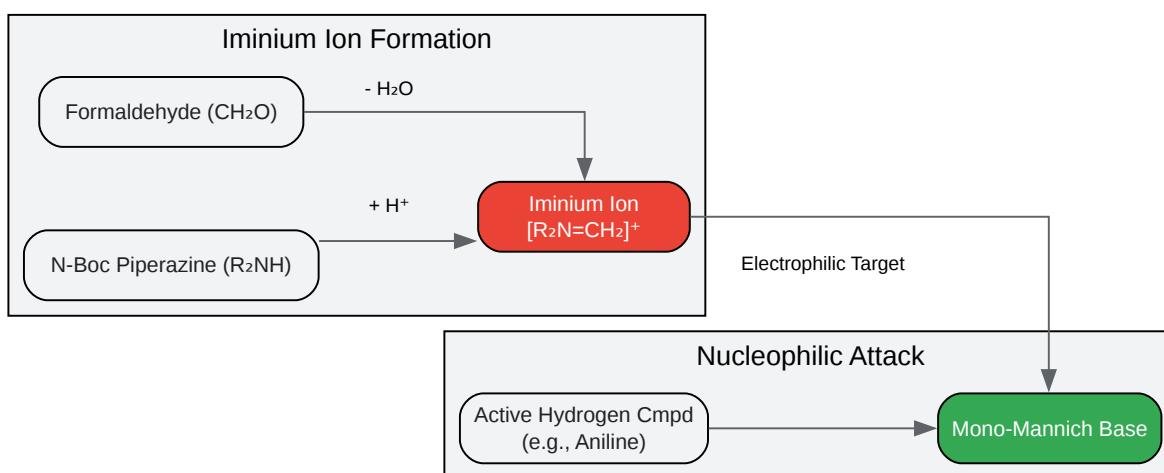 Iminium Ion Formation
Formaldehyde (CH₂O)
- H₂O
+ H⁺
Iminium Ion
[R₂N=CH₂]⁺
N-Boc Piperazine (R₂NH)
Electrophilic Target
Nucleophilic Attack
Active Hydrogen Cmpd
(e.g., Aniline)
Mono-Mannich Base